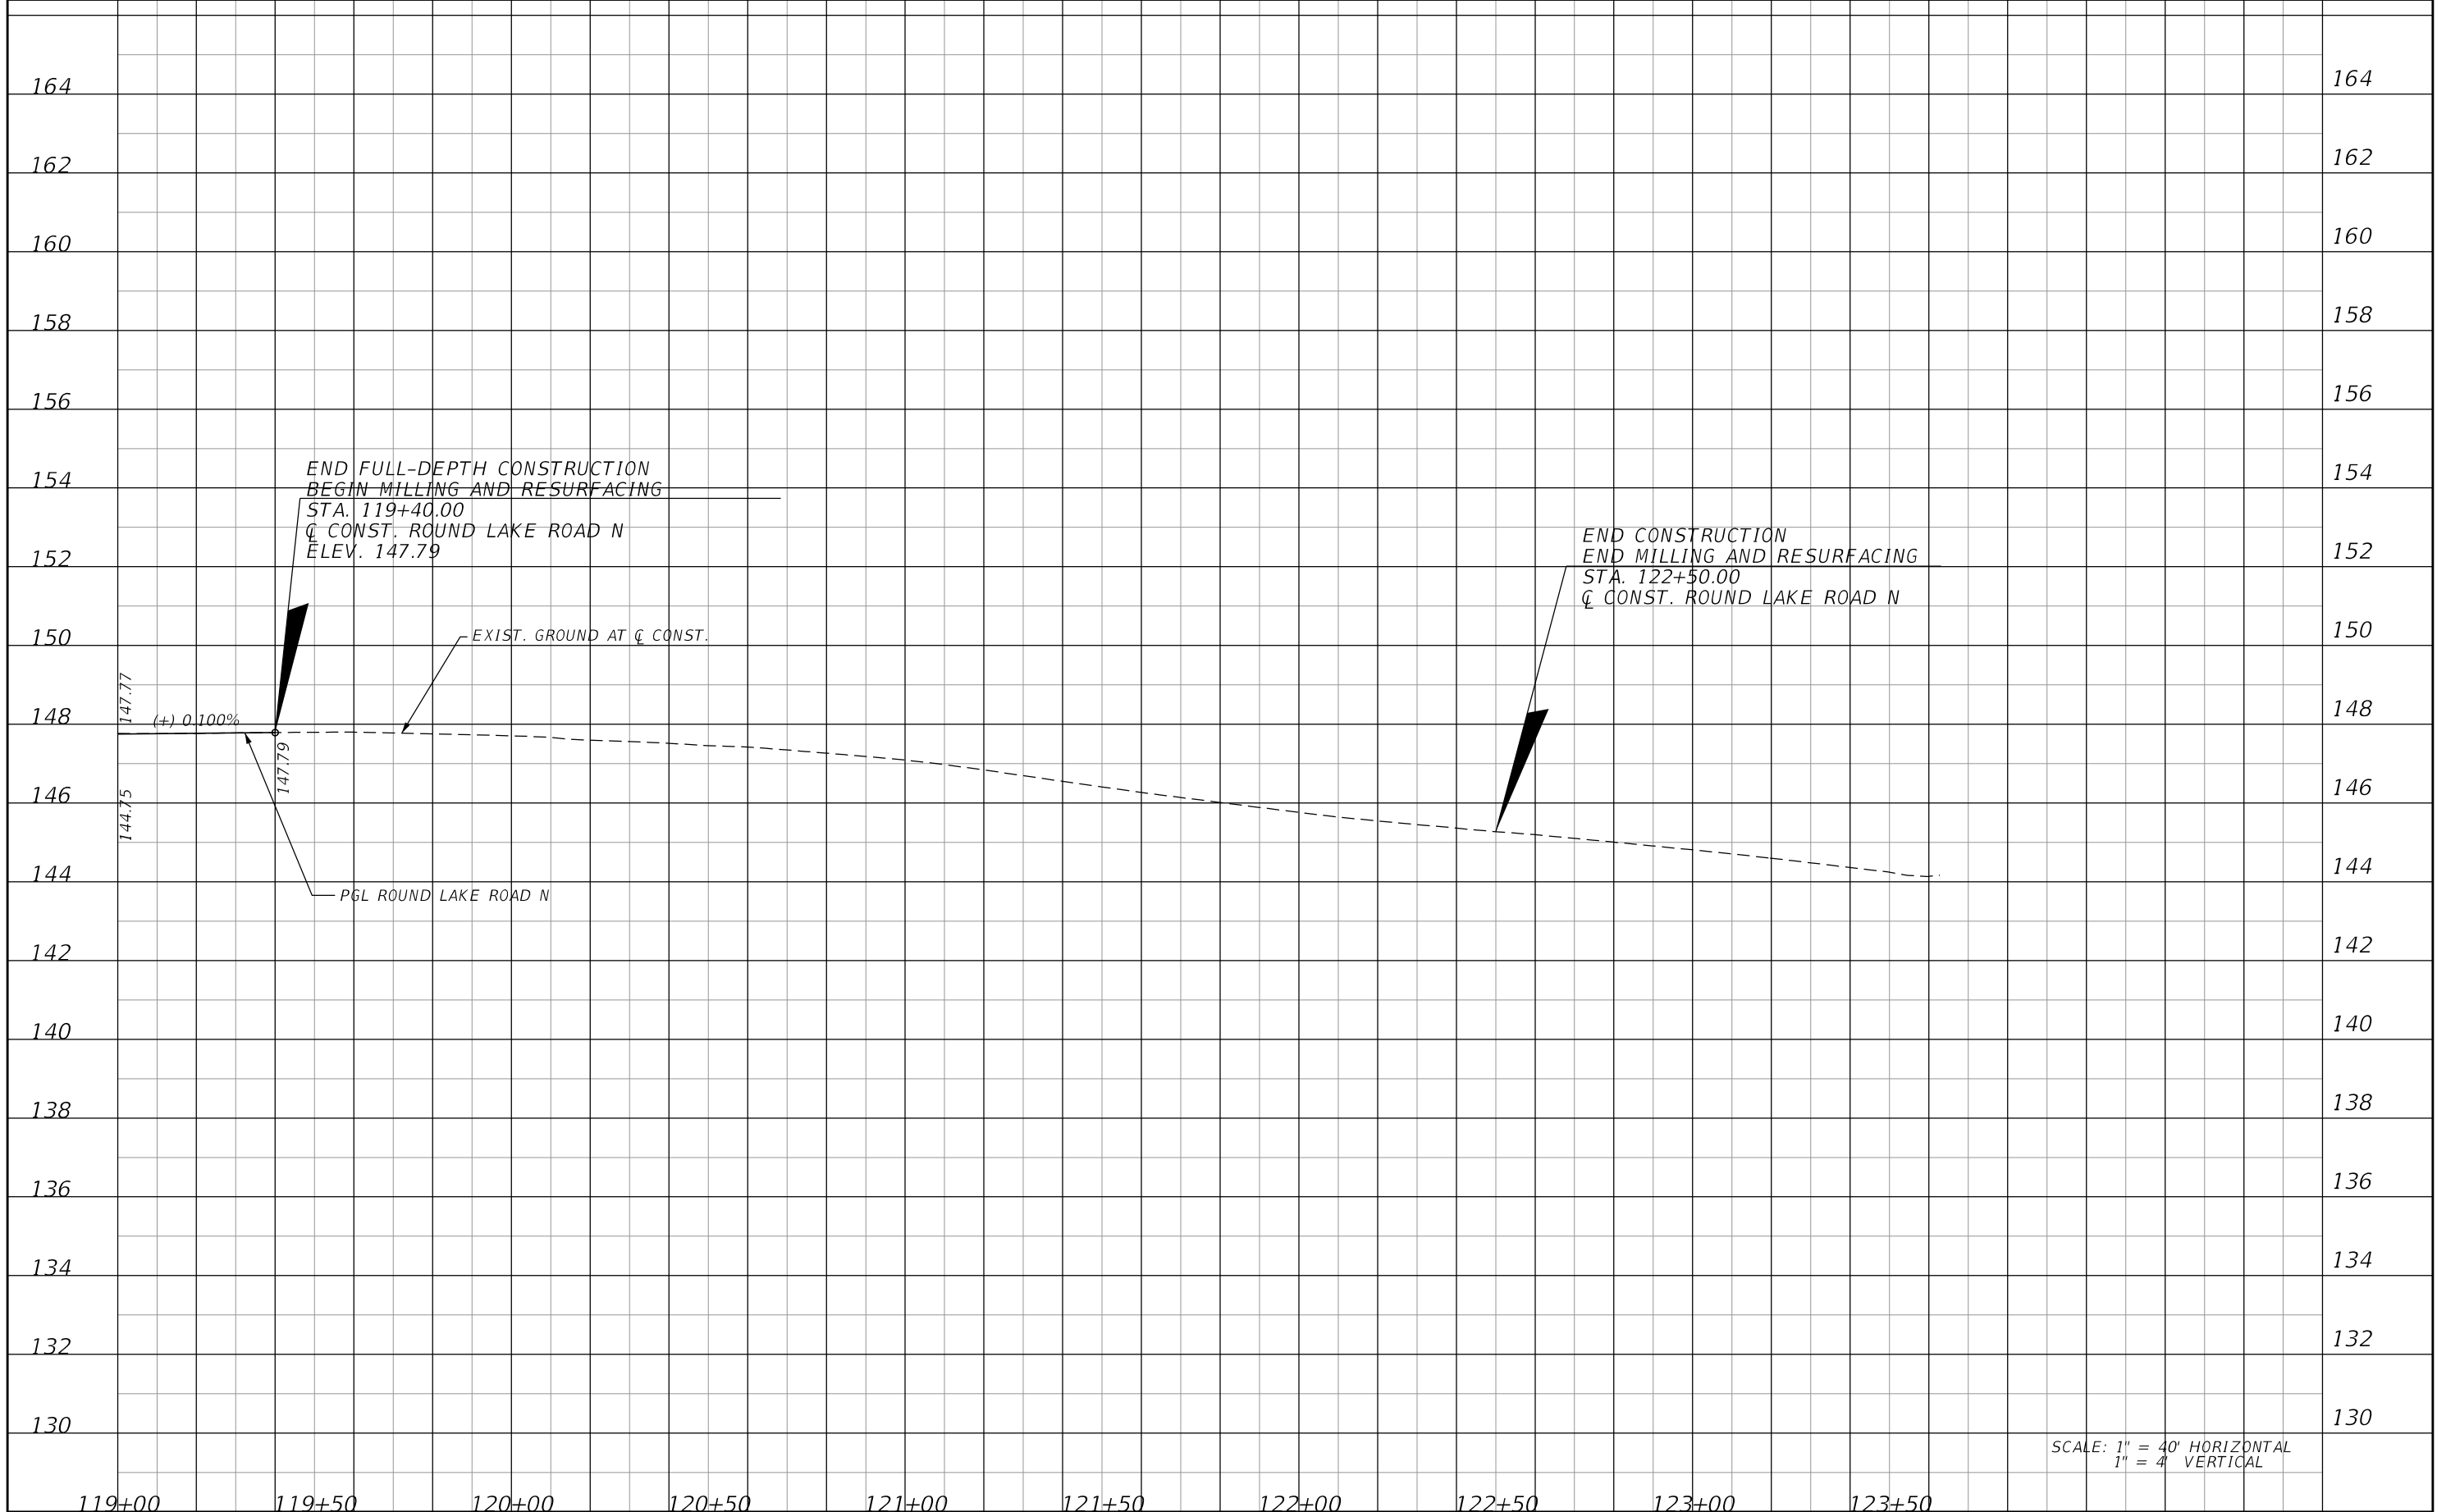 164 164
162 162
160 160
158 158
156 156
END FULL-DEPTH CONSTRUCTION
BEGIN MILLING AND RESURFACING
STA. 119+40.00
℄ CONST. ROUND LAKE ROAD N
ELEV. 147.79
154 154
END CONSTRUCTION
END MILLING AND RESURFACING
STA. 122+50.00
℄ CONST. ROUND LAKE ROAD N
152 152
EXIST. GROUND AT ℄ CONST.
150 150
147.77
(+) 0.100%
148 148
147.79
146 146
144.75
144 144
PGL ROUND LAKE ROAD N
142 142
140 140
138 138
136 136
134 134
132 132
130 130
SCALE: 1" = 40' HORIZONTAL
1" = 4' VERTICAL
119+00 119+50 120+00 120+50 121+00 121+50 122+00 122+50 123+00 123+50